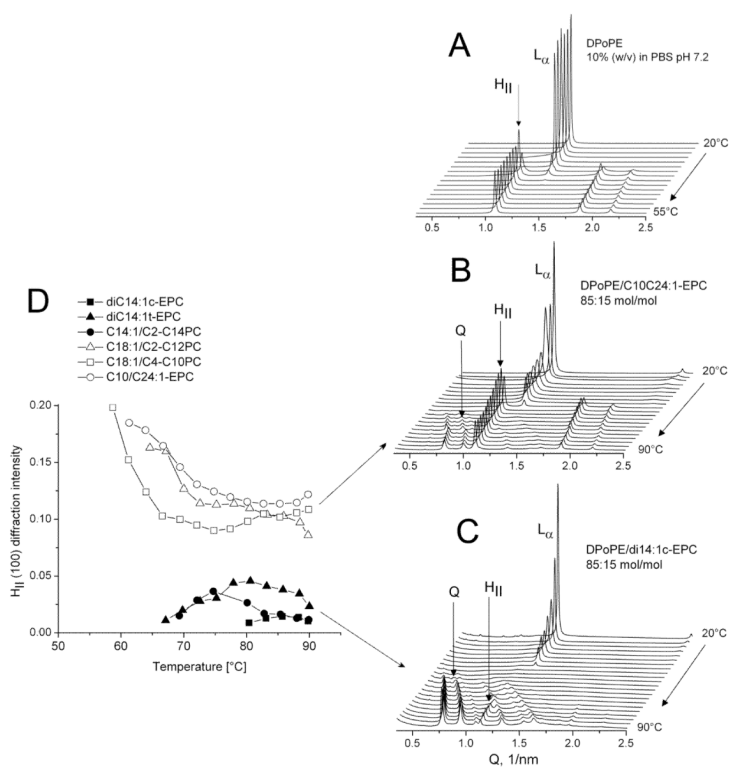 A
DPoPE
10% (w/v) in PBS pH 7.2
Lα
HII
20°C
55°C
0.5 1.0 1.5 2.0 2.5
B
Lα
DPoPE/C10C24:1-EPC
85:15 mol/mol
HII
Q
20°C
90°C
0.5 1.0 1.5 2.0 2.5
C
Lα
DPoPE/di14:1c-EPC
85:15 mol/mol
Q
HII
20°C
90°C
0.5 1.0 1.5 2.0 2.5
Q, 1/nm
D
diC14:1c-EPC
diC14:1t-EPC
C14:1/C2-C14PC
C18:1/C2-C12PC
C18:1/C4-C10PC
C10/C24:1-EPC
HII (100) diffraction intensity
0.20
0.15
0.10
0.05
0.00
50 60 70 80 90
Temperature [°C]